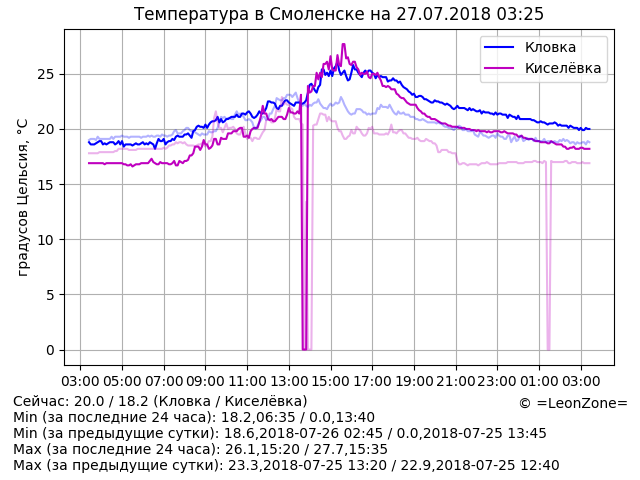 Температура в Смоленске на 27.07.2018 03:25
Кловка
Киселёвка
градусов Цельсия, °C
25
20
15
10
5
0
03:00 05:00 07:00 09:00 11:00 13:00 15:00 17:00 19:00 21:00 23:00 01:00 03:00
Сейчас: 20.0 / 18.2 (Кловка / Киселёвка)
© =LeonZone=
Min (за последние 24 часа): 18.2,06:35 / 0.0,13:40
Min (за предыдущие сутки): 18.6,2018-07-26 02:45 / 0.0,2018-07-25 13:45
Max (за последние 24 часа): 26.1,15:20 / 27.7,15:35
Max (за предыдущие сутки): 23.3,2018-07-25 13:20 / 22.9,2018-07-25 12:40